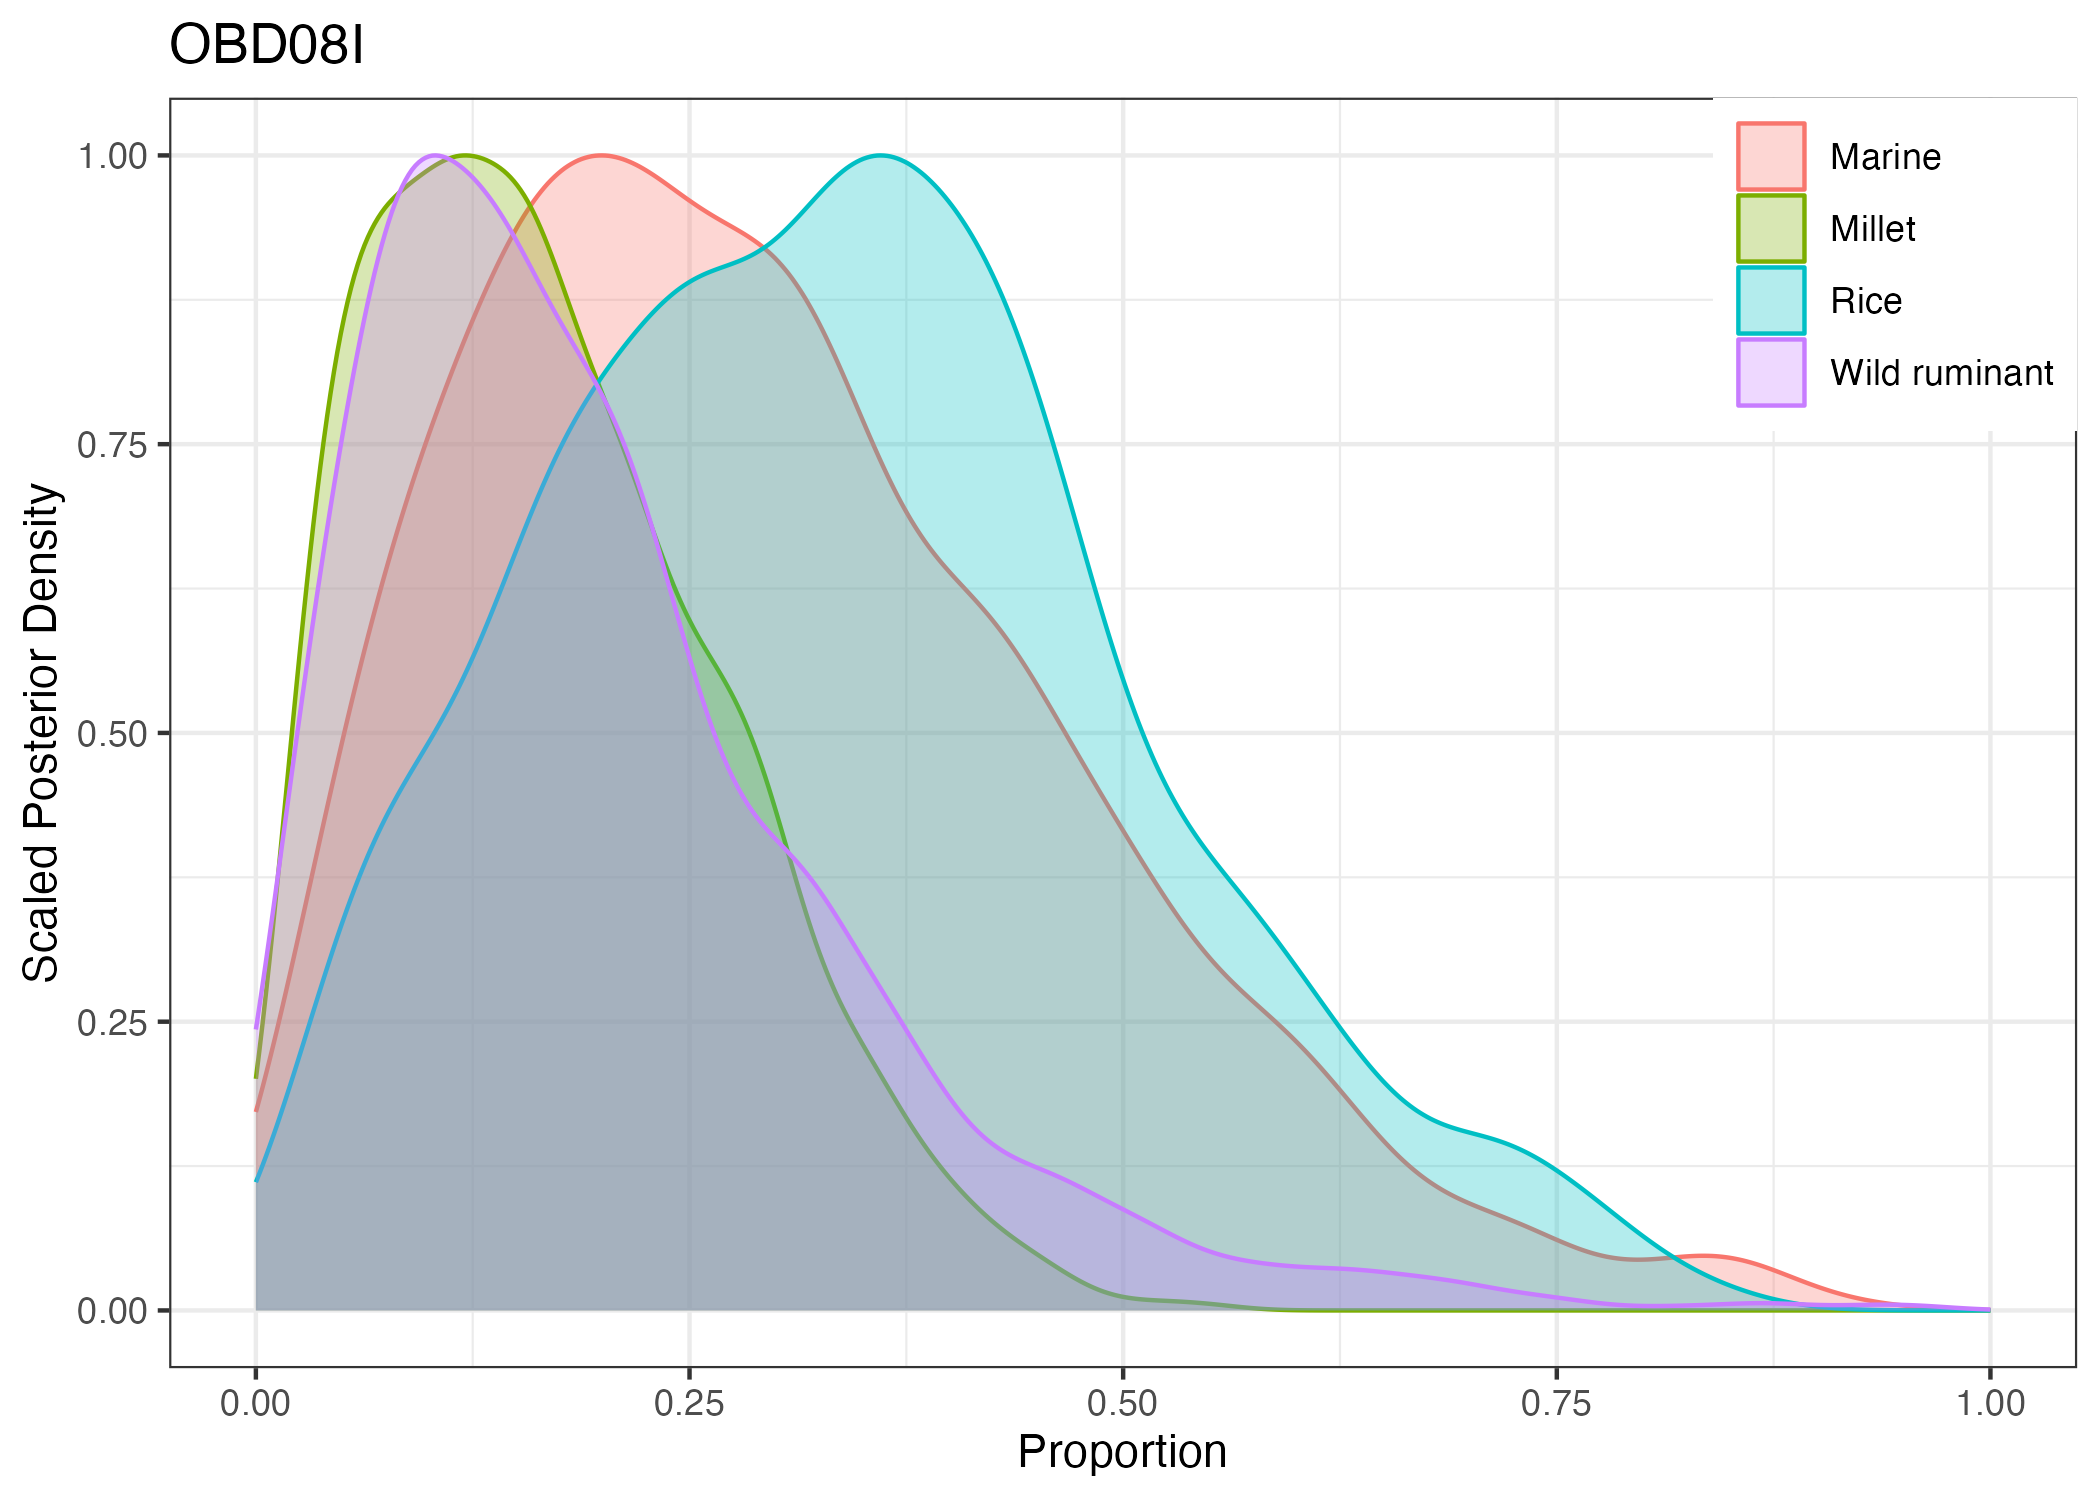 OBD08I
Marine
Millet
Rice
Wild ruminant
1.00
0.75
0.50
0.25
0.00
Scaled Posterior Density
0.00 0.25 0.50 0.75 1.00
Proportion